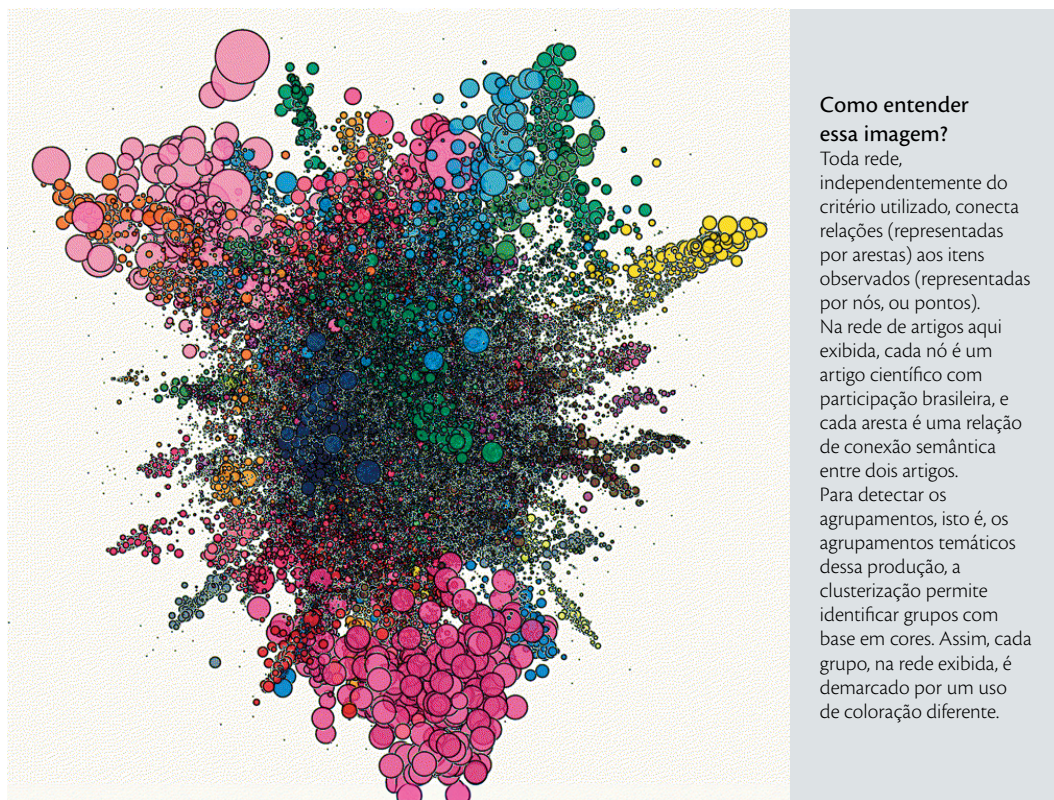 Como entender
essa imagem?
Toda rede,
independentemente do
critério utilizado, conecta
relações (representadas
por arestas) aos itens
observados (representadas
por nós, ou pontos).
Na rede de artigos aqui
exibida, cada nó é um
artigo científico com
participação brasileira, e
cada aresta é uma relação
de conexão semântica
entre dois artigos.
Para detectar os
agrupamentos, isto é, os
agrupamentos temáticos
dessa produção, a
clusterização permite
identificar grupos com
base em cores. Assim, cada
grupo, na rede exibida, é
demarcado por um uso
de coloração diferente.